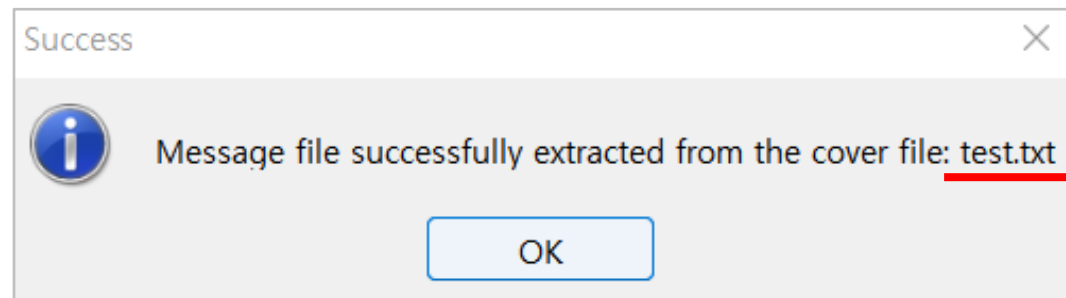 Success
Message file successfully extracted from the cover file: test.txt
OK